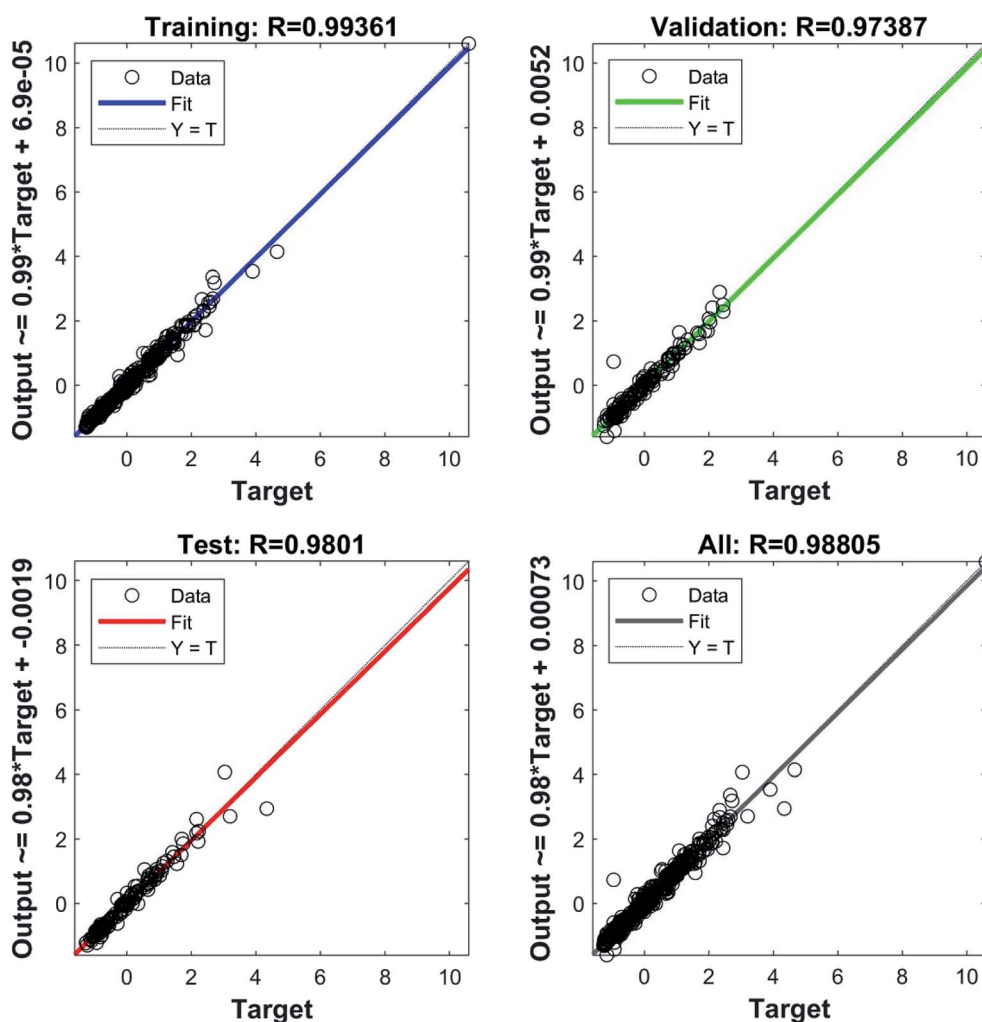 Training: R=0.99361
Output ~= 0.99*Target + 6.9e-05
10
8
6
4
2
0
Data
Fit
Y = T
0 2 4 6 8 10
Target
Validation: R=0.97387
Output ~= 0.99*Target + 0.0052
10
8
6
4
2
0
Data
Fit
Y = T
0 2 4 6 8 10
Target
Test: R=0.9801
Output ~= 0.98*Target + -0.0019
10
8
6
4
2
0
Data
Fit
Y = T
0 2 4 6 8 10
Target
All: R=0.98805
Output ~= 0.98*Target + 0.00073
10
8
6
4
2
0
Data
Fit
Y = T
0 2 4 6 8 10
Target